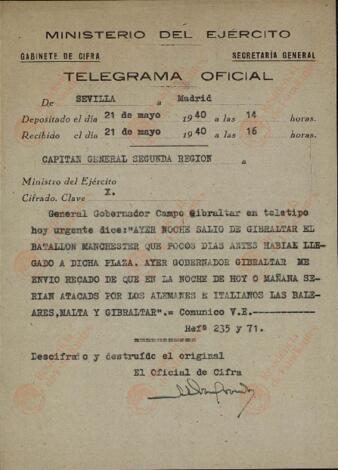 MINISTERIO DEL EJÉRCITO
GABINETE DE CIFRA SECRETARÍA GENERAL
TELEGRAMA OFICIAL
De SEVILLA a Madrid
Depositado el día 21 de mayo 1940 a las 14 horas.
Recibido el día 21 de mayo 1940 a las 16 horas.
CAPITAN GENERAL SEGUNDA REGION a
Ministro del Ejército
Cifrado. Clave X.
General Gobernador Campo Gibraltar en teletipo
hoy urgente dice:"AYER NOCHE SALIO DE GIBRALTAR EL
BATALLON MANCHESTER QUE POCOS DIAS ANTES HABIAE LLE
GADO A DICHA PLAZA. AYER GOBERNADOR GIBRALTAR ME
ENVIO RECADO DE QUE EN LA NOCHE DE HOY O MAÑANA SE-
RIAN ATACADS POR LOS ALEMANES E ITALIANOS LAS BALE-
ARES,MALTA Y GIBRALTAR".= Comunico V.E.----------
Refª 235 y 71.
Descifrado y destruido el original
El Oficial de Cifra